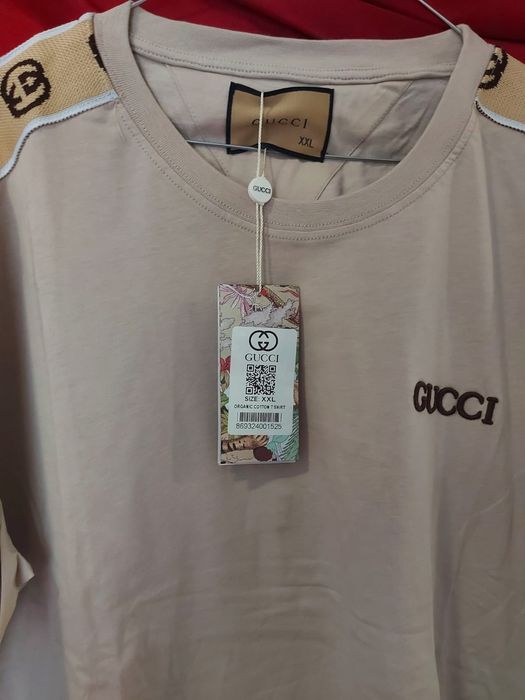 GUCCI
XXL
GUCCI
GUCCI
SIZE: XXL
ORGANIC COTTON T SHIRT
869324001525
GUCCI